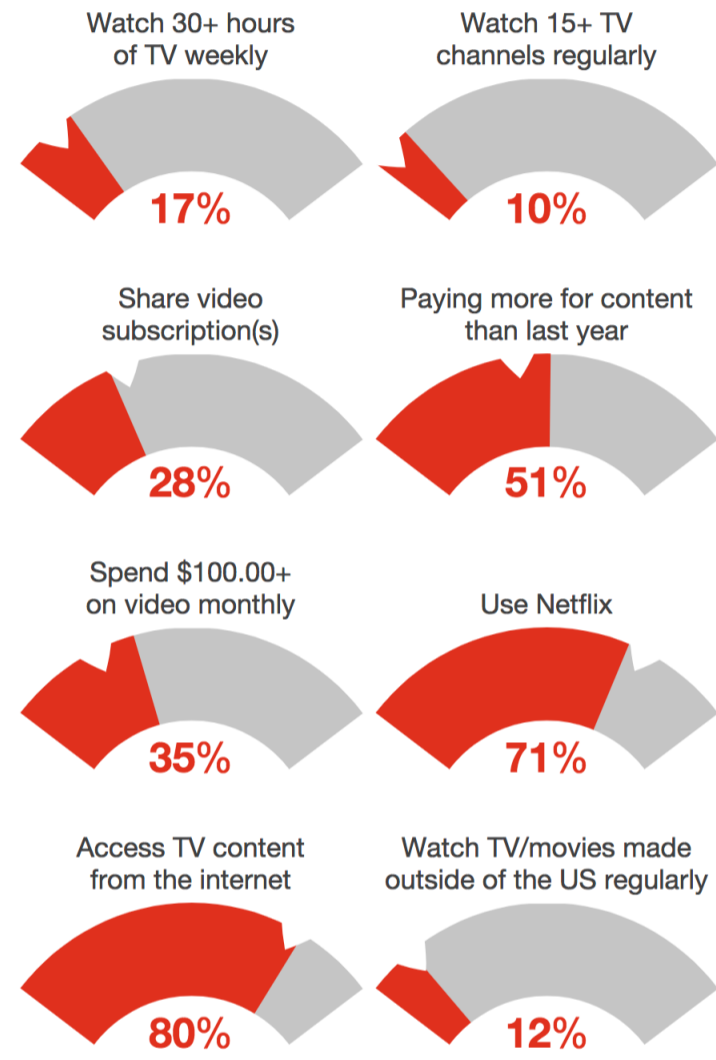 Watch 30+ hours
of TV weekly
17%
Watch 15+ TV
channels regularly
10%
Share video
subscription(s)
28%
Paying more for content
than last year
51%
Spend $100.00+
on video monthly
35%
Use Netflix
71%
Access TV content
from the internet
80%
Watch TV/movies made
outside of the US regularly
12%